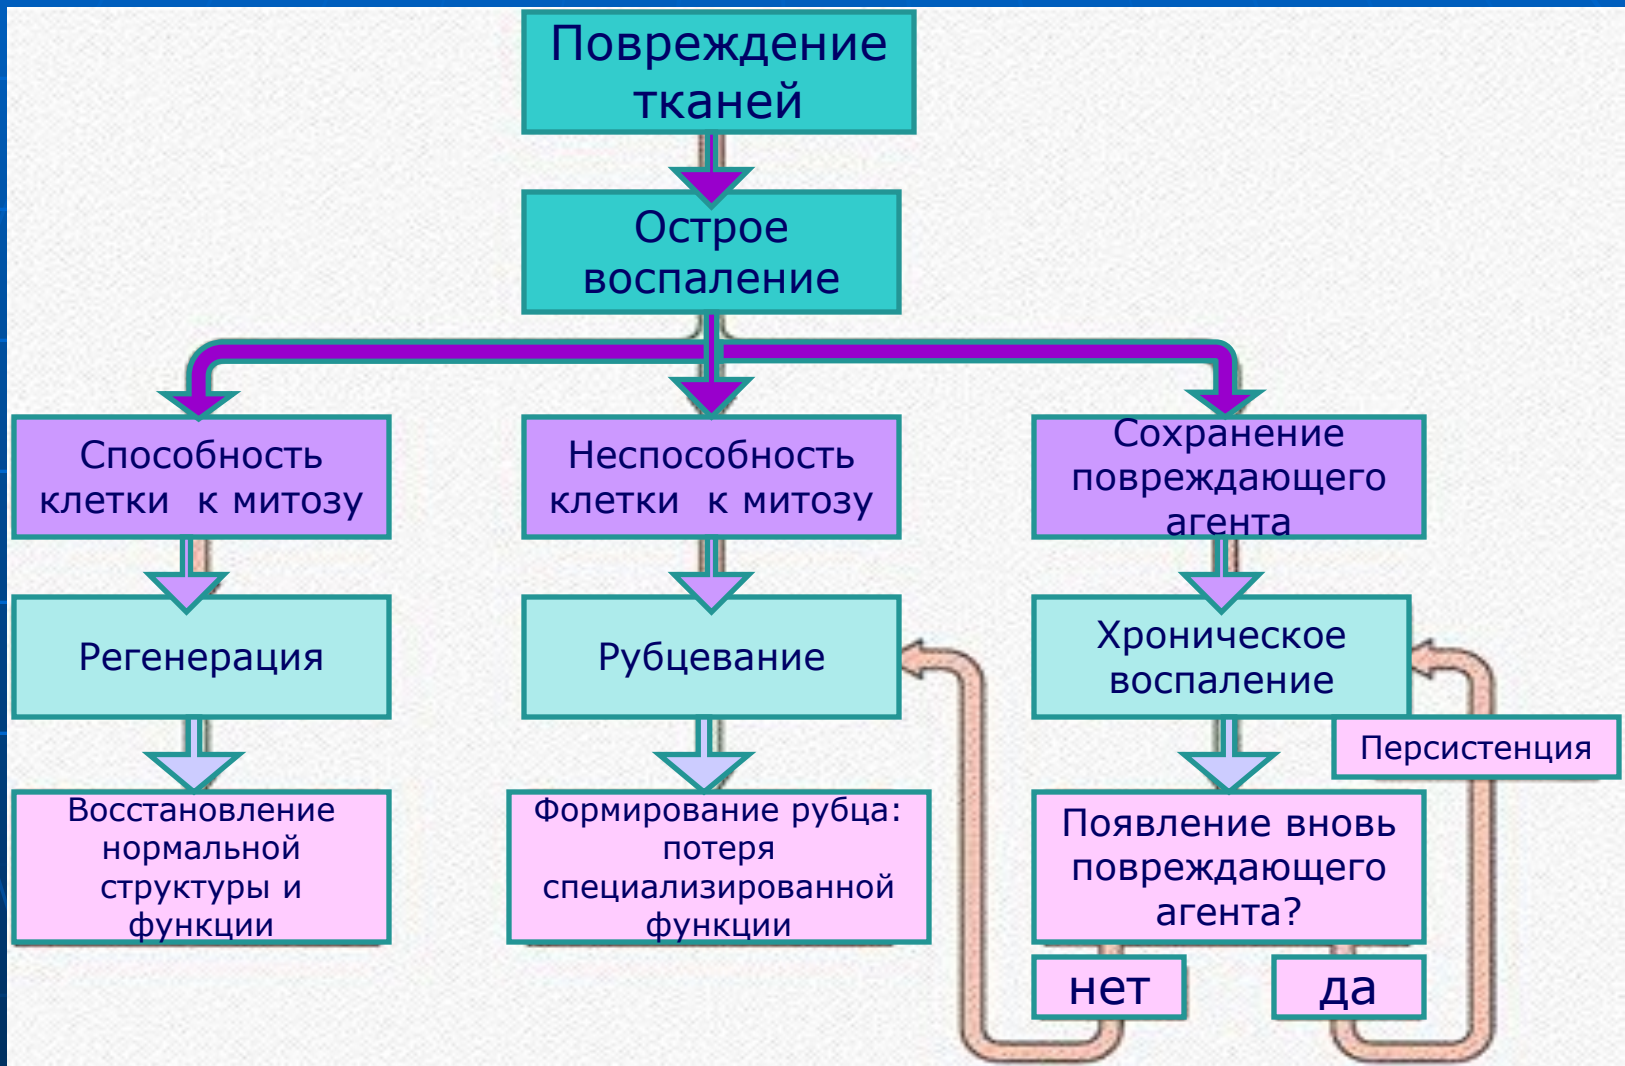 Повреждение
тканей
Острое
воспаление
Способность
клетки к митозу
Неспособность
клетки к митозу
Сохранение
повреждающего
агента
Регенерация
Рубцевание
Хроническое
воспаление
Персистенция
Восстановление
нормальной
структуры и
функции
Формирование рубца:
потеря
специализированной
функции
Появление вновь
повреждающего
агента?
нет
да